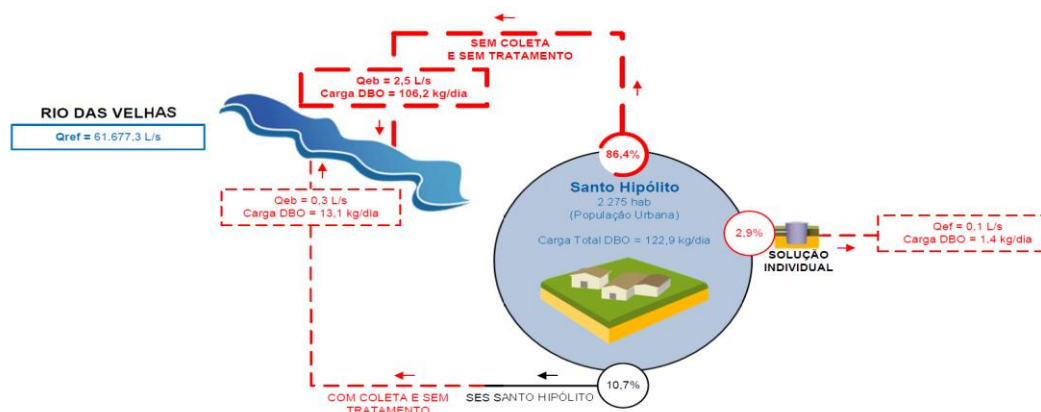 SEM COLETA
E SEM TRATAMENTO
Qeb = 2,5 L/s
Carga DBO = 106,2 kg/dia
RIO DAS VELHAS
Qref = 61.677,3 L/s
86,4%
Santo Hipólito
2.275 hab
(População Urbana)
Carga Total DBO = 122,9 kg/dia
Qeb = 0,3 L/s
Carga DBO = 13,1 kg/dia
2,9%
SOLUÇÃO
INDIVIDUAL
Qef = 0,1 L/s
Carga DBO = 1,4 kg/dia
10,7%
COM COLETA E SEM
TRATAMENTO
SES SANTO HIPÓLITO